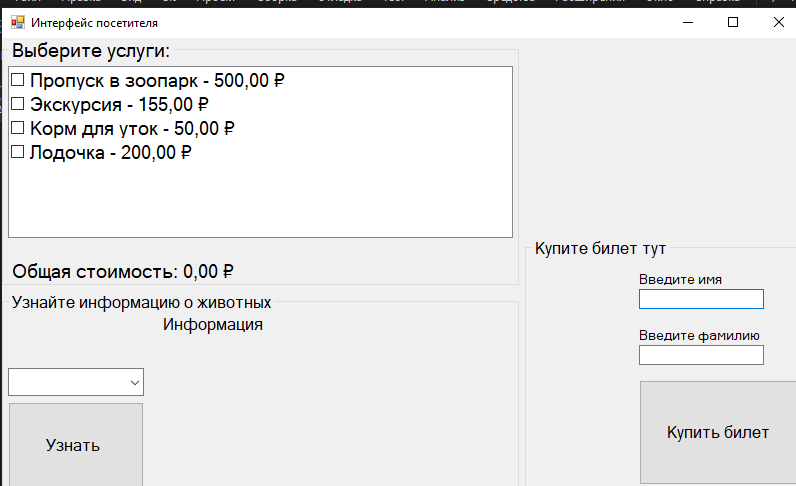 Интерфейс посетителя
Выберите услуги:
Пропуск в зоопарк - 500,00 ₽
Экскурсия - 155,00 ₽
Корм для уток - 50,00 ₽
Лодочка - 200,00 ₽
Общая стоимость: 0,00 ₽
Узнайте информацию о животных
Информация
Узнать
Купите билет тут
Введите имя
Введите фамилию
Купить билет